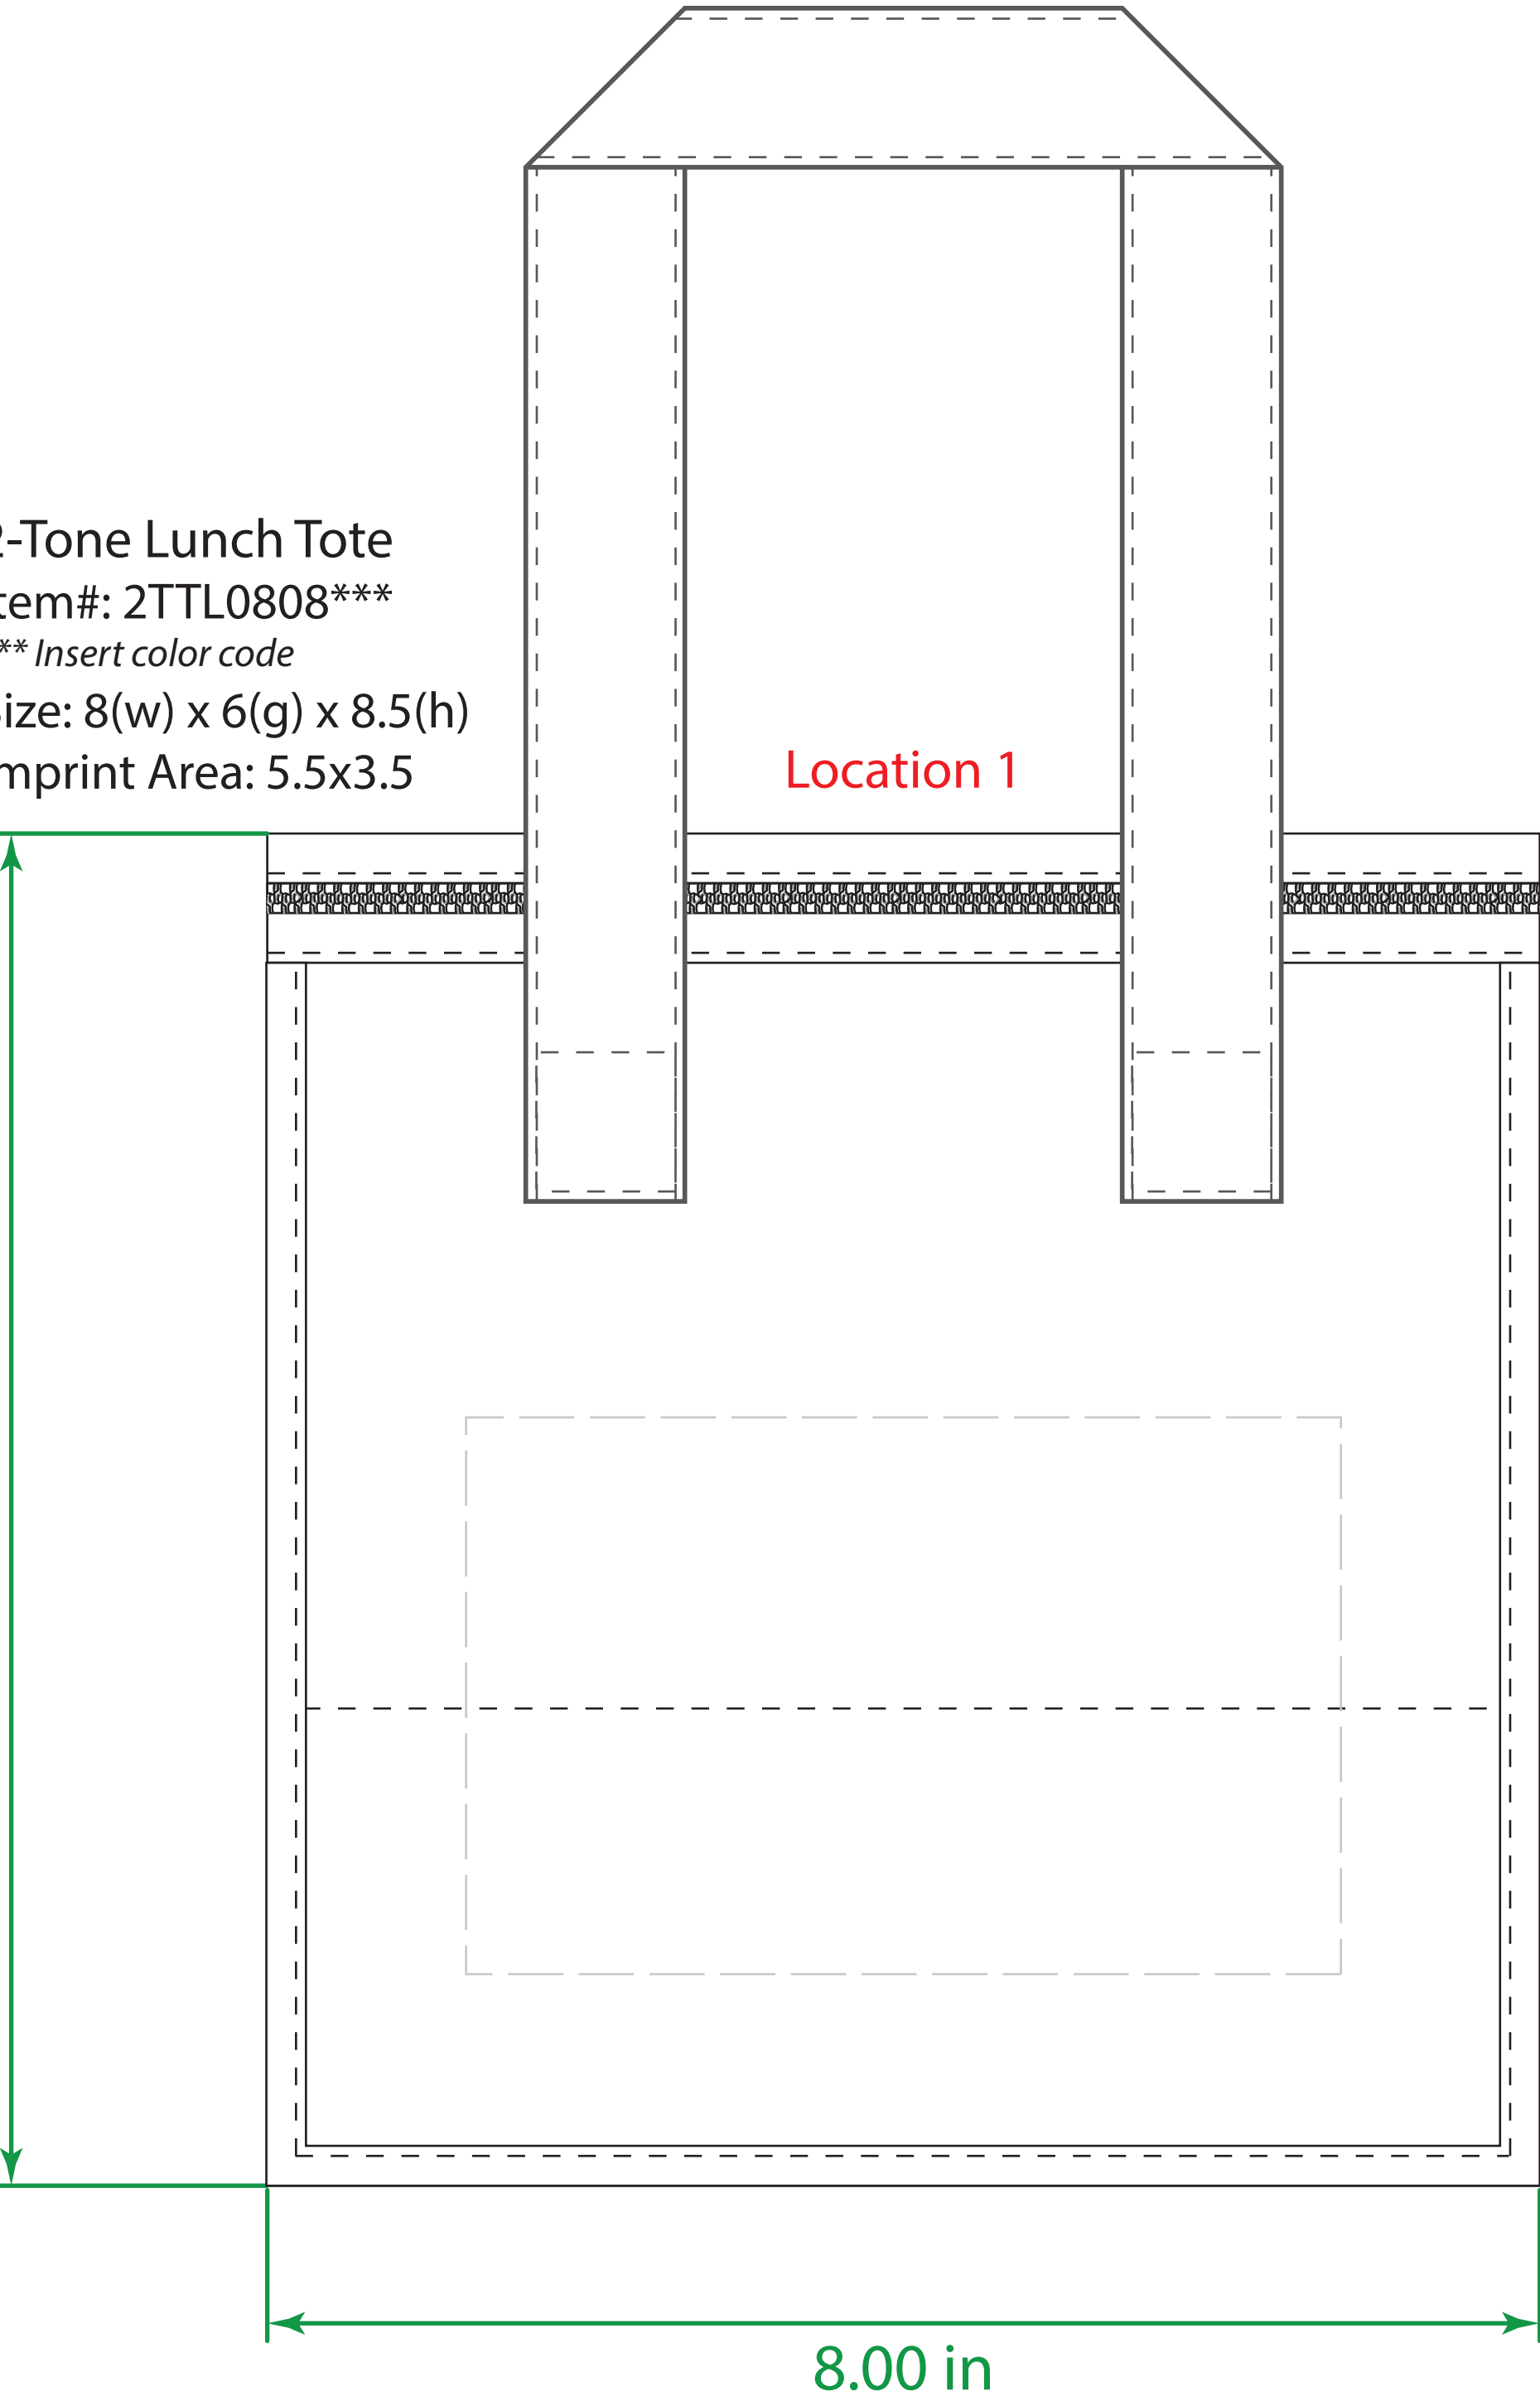 2-Tone Lunch Tote
tem#: 2TTL0808***
** Insert color code
ize: 8(w) x 6(g) x 8.5(h)
mprint Area: 5.5x3.5
Location 1
8.00 in